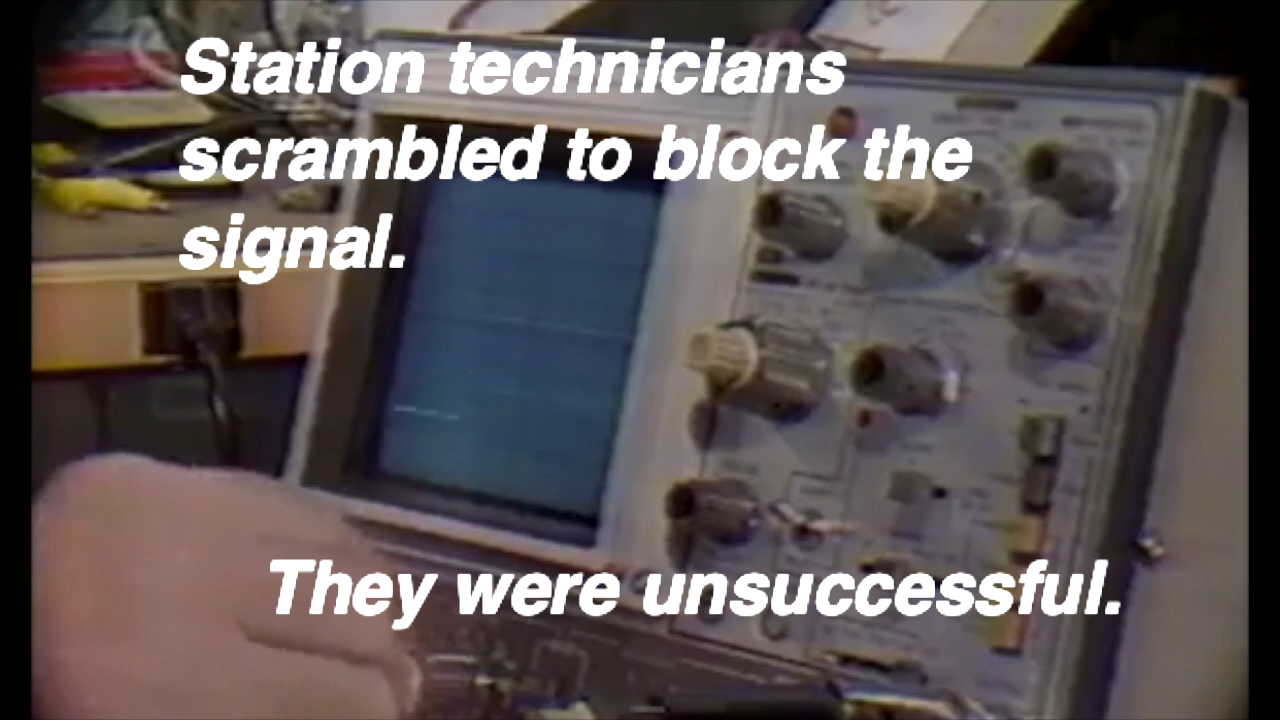 Station technicians
scrambled to block the
signal.
They were unsuccessful.